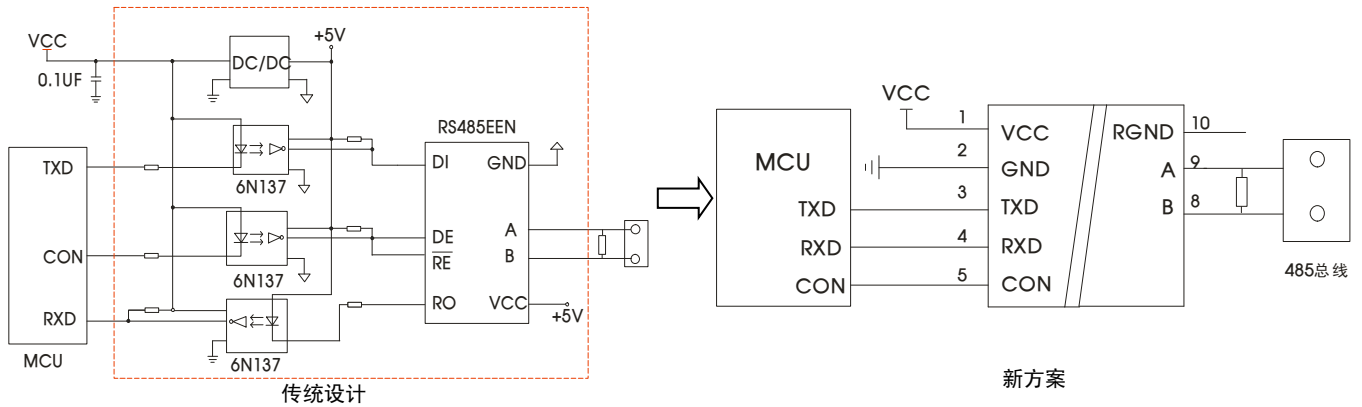 VCC
0.1UF
DC/DC
+5V
RS485EEN
TXD
CON
RXD
MCU
6N137
6N137
6N137
DI
GND
DE
RE
RO
A
B
VCC
+5V
传统设计
MCU
TXD
RXD
CON
VCC
1
2
3
4
5
VCC
GND
TXD
RXD
CON
RGND
A
B
10
9
8
485总线
新方案